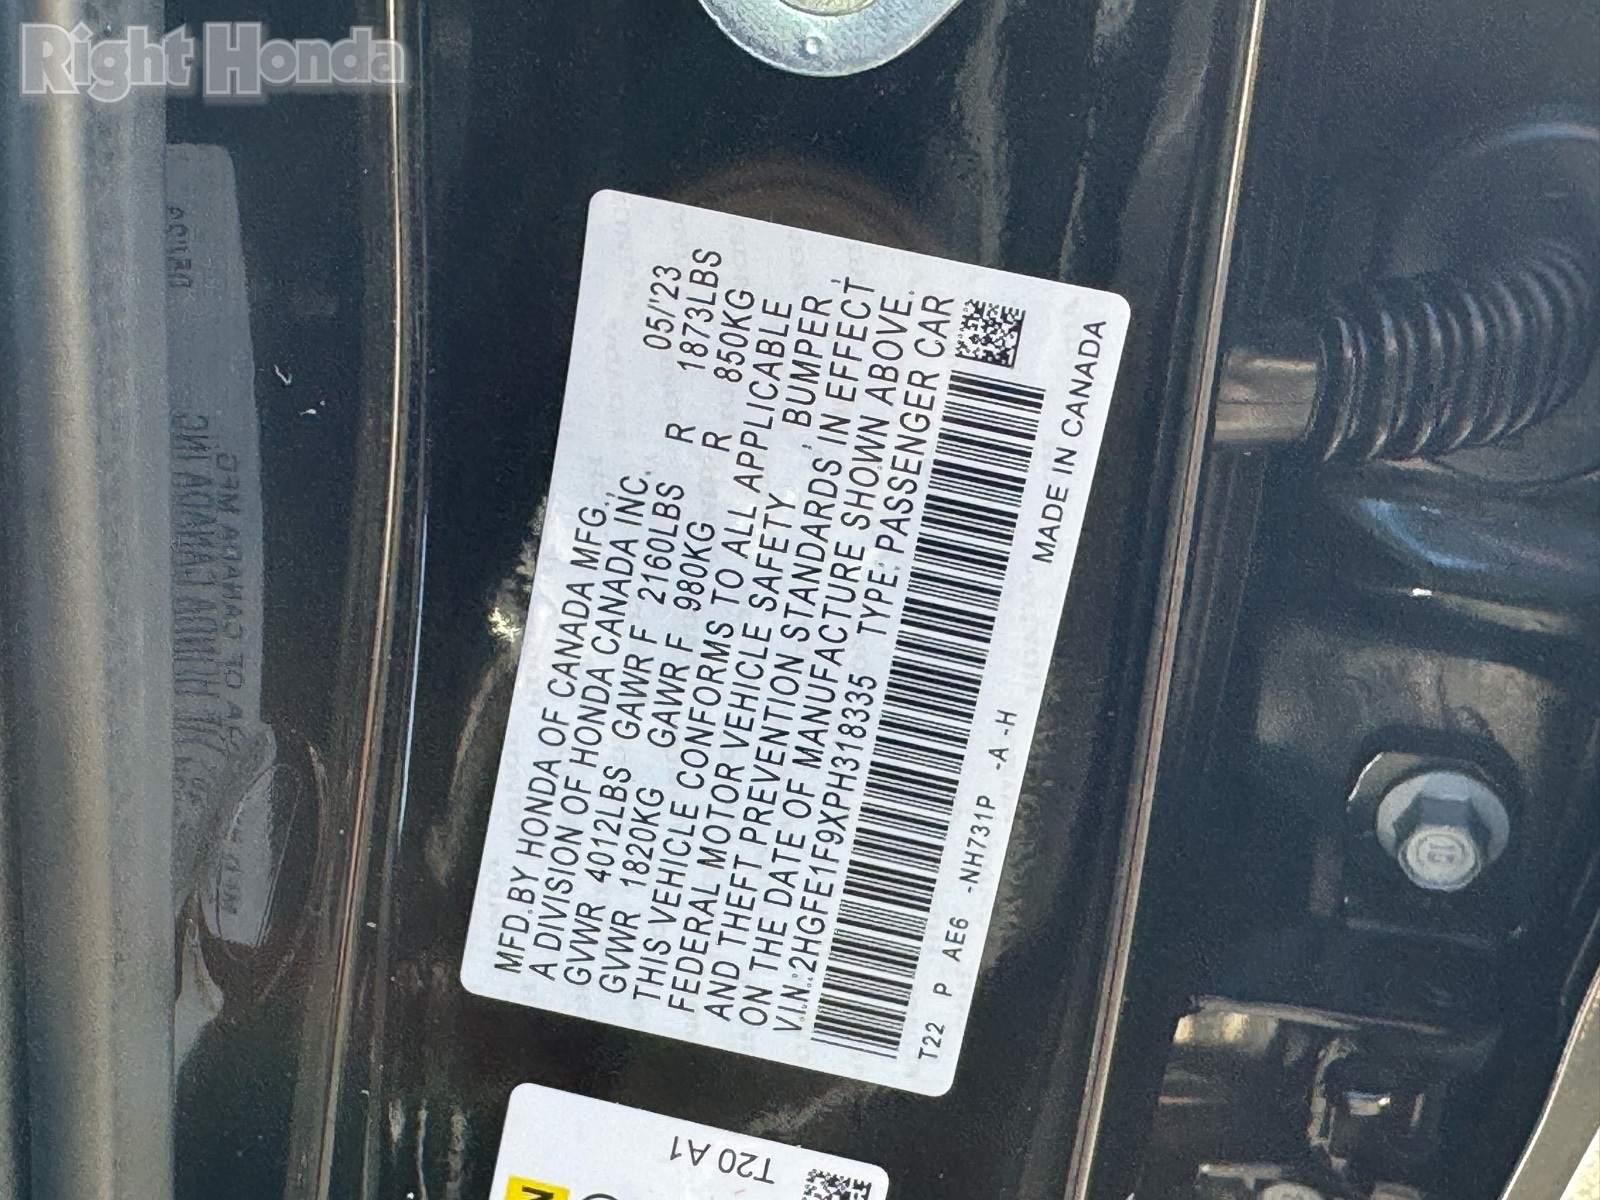 Right Honda
MFD.BY HONDA OF CANADA MFG.,
A DIVISION OF HONDA CANADA INC. 05/'23
GVWR 4012LBS GAWR F 2160LBS R 1873LBS
GVWR 1820KG GAWR F 980KG R 850KG
THIS VEHICLE CONFORMS TO ALL APPLICABLE
FEDERAL MOTOR VEHICLE SAFETY, BUMPER,
AND THEFT PREVENTION STANDARDS IN EFFECT
ON THE DATE OF MANUFACTURE SHOWN ABOVE.
VIN:2HGFE1F9XPH318335 TYPE:PASSENGER CAR
T22 P AE6 -NH731P -A -H
MADE IN CANADA
T20 A1